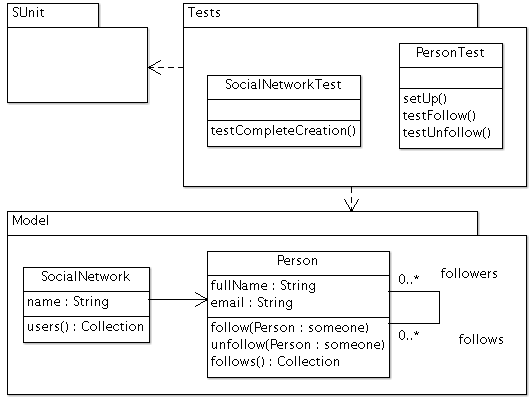 SUnit
Tests
PersonTest
setUp()
testFollow()
testUnfollow()
SocialNetworkTest
testCompleteCreation()
Model
SocialNetwork
name : String
users() : Collection
Person
fullName : String
email : String
follow(Person : someone)
unfollow(Person : someone)
follows() : Collection
0..* followers
0..* follows